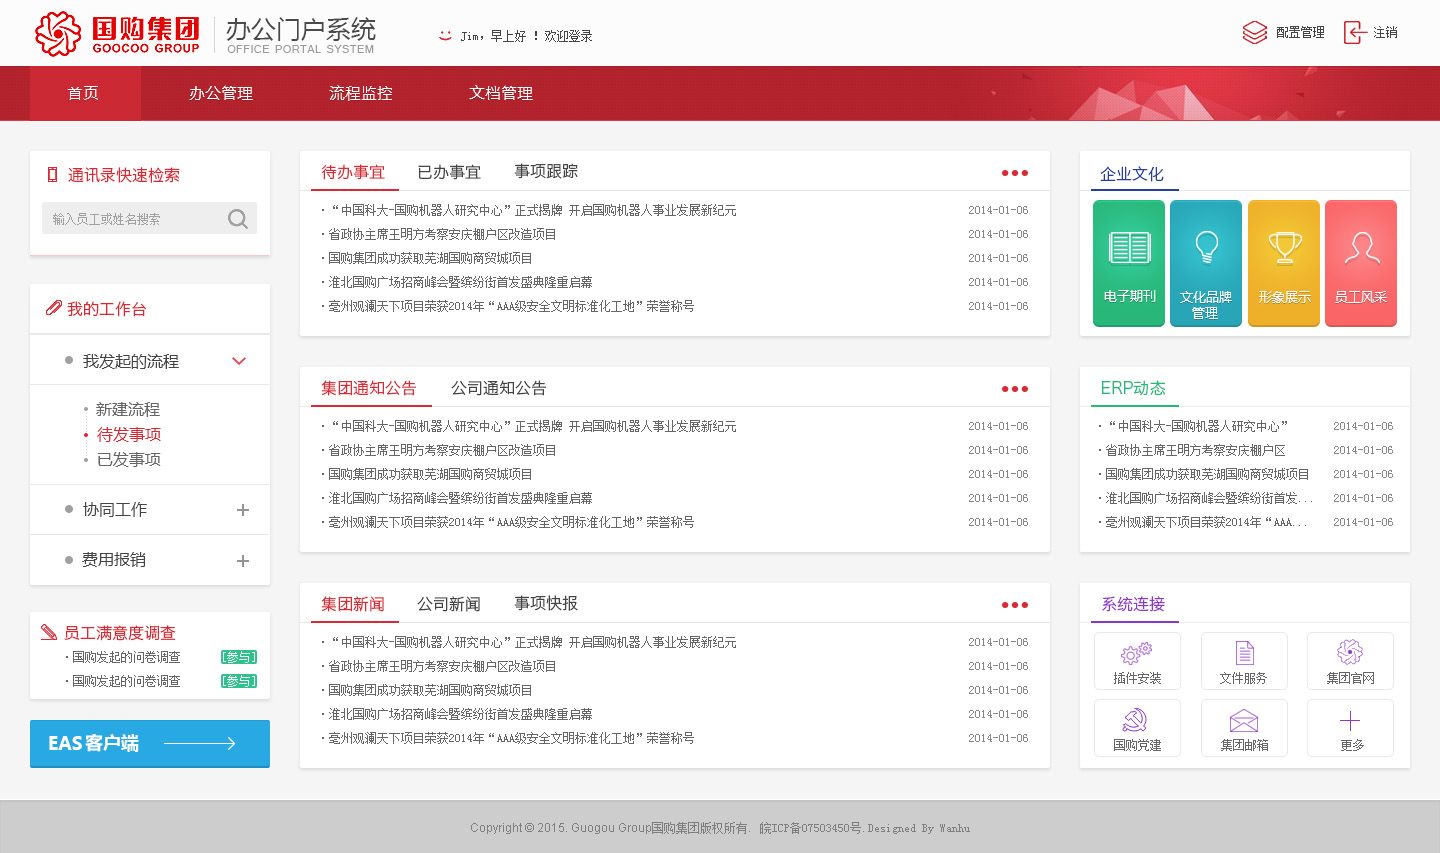 国购集团
GOOCOO GROUP
办公门户系统
OFFICE PORTAL SYSTEM
Jim，早上好 ！欢迎登录
配置管理
注销
首页
办公管理
流程监控
文档管理
通讯录快速检索
输入员工或姓名搜索
我的工作台
我发起的流程
新建流程
待发事项
已发事项
协同工作
费用报销
员工满意度调查
· 国购发起的问卷调查 [参与]
· 国购发起的问卷调查 [参与]
EAS 客户端
待办事宜 已办事宜 事项跟踪
· “中国科大-国购机器人研究中心”正式揭牌 开启国购机器人事业发展新纪元 2014-01-06
· 省政协主席王明方考察安庆棚户区改造项目 2014-01-06
· 国购集团成功获取芜湖国购商贸城项目 2014-01-06
· 淮北国购广场招商峰会暨缤纷街首发盛典隆重启幕 2014-01-06
· 亳州观澜天下项目荣获2014年“AAA级安全文明标准化工地”荣誉称号 2014-01-06
集团通知公告 公司通知公告
· “中国科大-国购机器人研究中心”正式揭牌 开启国购机器人事业发展新纪元 2014-01-06
· 省政协主席王明方考察安庆棚户区改造项目 2014-01-06
· 国购集团成功获取芜湖国购商贸城项目 2014-01-06
· 淮北国购广场招商峰会暨缤纷街首发盛典隆重启幕 2014-01-06
· 亳州观澜天下项目荣获2014年“AAA级安全文明标准化工地”荣誉称号 2014-01-06
集团新闻 公司新闻 事项快报
· “中国科大-国购机器人研究中心”正式揭牌 开启国购机器人事业发展新纪元 2014-01-06
· 省政协主席王明方考察安庆棚户区改造项目 2014-01-06
· 国购集团成功获取芜湖国购商贸城项目 2014-01-06
· 淮北国购广场招商峰会暨缤纷街首发盛典隆重启幕 2014-01-06
· 亳州观澜天下项目荣获2014年“AAA级安全文明标准化工地”荣誉称号 2014-01-06
企业文化
电子期刊
文化品牌
管理
形象展示
员工风采
ERP动态
· “中国科大-国购机器人研究中心” 2014-01-06
· 省政协主席王明方考察安庆棚户区 2014-01-06
· 国购集团成功获取芜湖国购商贸城项目 2014-01-06
· 淮北国购广场招商峰会暨缤纷街首发... 2014-01-06
· 亳州观澜天下项目荣获2014年“AAA... 2014-01-06
系统连接
插件安装 文件服务 集团官网
国购党建 集团邮箱 更多
Copyright © 2015. Guogou Group国购集团版权所有. 皖ICP备07503450号.Designed By Wanhu